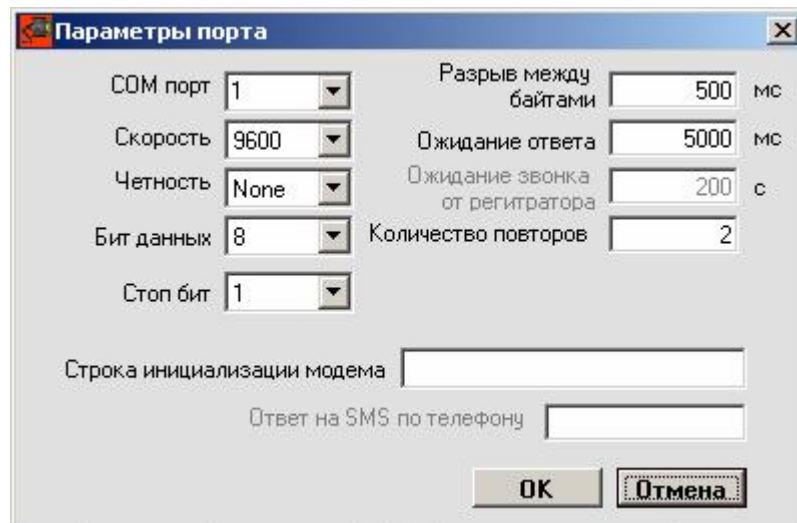 Параметры порта
COM порт 1
Скорость 9600
Четность None
Бит данных 8
Стоп бит 1
Разрыв между
байтами 500 мс
Ожидание ответа 5000 мс
Ожидание звонка
от региtратора 200 с
Количество повторов 2
Строка инициализации модема
Ответ на SMS по телефону
OK Отмена